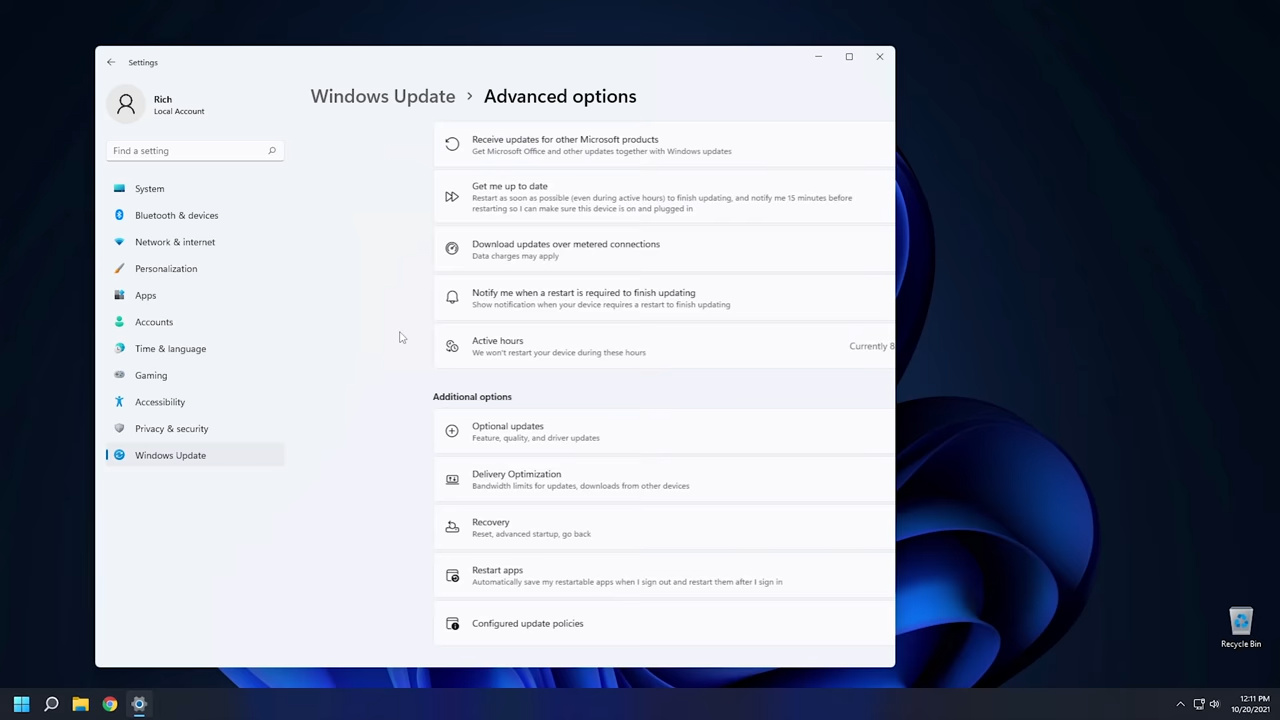 Settings
Rich
Local Account
Find a setting
System
Bluetooth & devices
Network & internet
Personalization
Apps
Accounts
Time & language
Gaming
Accessibility
Privacy & security
Windows Update
Windows Update › Advanced options
Receive updates for other Microsoft products
Get Microsoft Office and other updates together with Windows updates
Get me up to date
Restart as soon as possible (even during active hours) to finish updating, and notify me 15 minutes before
restarting so I can make sure this device is on and plugged in
Download updates over metered connections
Data charges may apply
Notify me when a restart is required to finish updating
Show notification when your device requires a restart to finish updating
Active hours
We won't restart your device during these hours
Currently 8
Additional options
Optional updates
Feature, quality, and driver updates
Delivery Optimization
Bandwidth limits for updates, downloads from other devices
Recovery
Reset, advanced startup, go back
Restart apps
Automatically save my restartable apps when I sign out and restart them after I sign in
Configured update policies
Recycle Bin
12:11 PM
10/20/2021